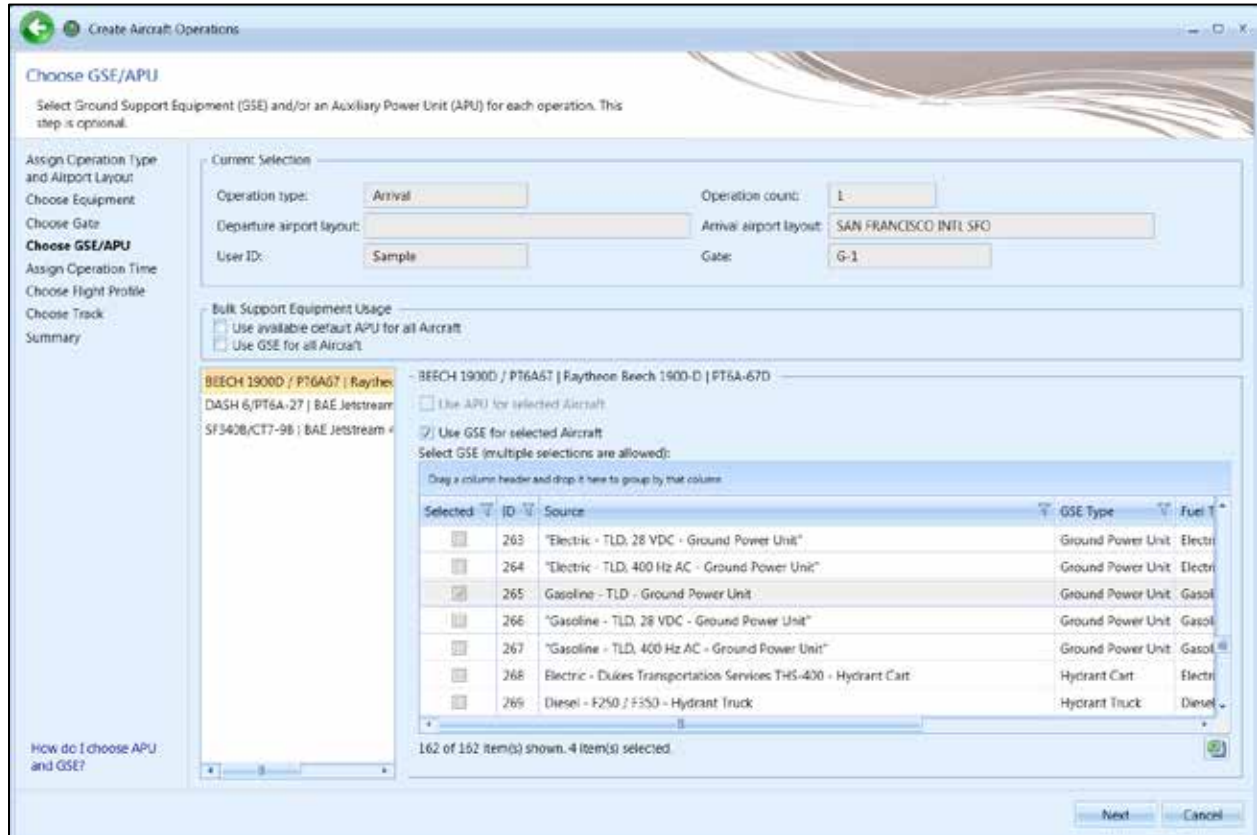 Create Aircraft Operations
Choose GSE/APU
Select Ground Support Equipment (GSE) and/or an Auxiliary Power Unit (APU) for each operation. This
step is optional.
Assign Operation Type
and Airport Layout
Choose Equipment
Choose Gate
Choose GSE/APU
Assign Operation Time
Choose Flight Profile
Choose Track
Summary
How do I choose APU
and GSE?
Current Selection
Operation type: Arrival Operation count: 1
Departure airport layout: Arrival airport layout: SAN FRANCISCO INTL SFO
User ID: Sample Gate: G-1
Bulk Support Equipment Usage
Use available default APU for all Aircraft
Use GSE for all Aircraft
BEECH 1900D / PT6A67 | Raythe
DASH 6/PT6A-27 | BAE Jetstream
SF340B/CT7-9B | BAE Jetstream 4
BEECH 1900D / PT6A67 | Raytheon Beech 1900-D | PT6A-67D
Use APU for selected Aircraft
Use GSE for selected Aircraft
Select GSE (multiple selections are allowed):
Drag a column header and drop it here to group by that column
Selected ID Source GSE Type Fuel T
263 "Electric - TLD, 28 VDC - Ground Power Unit" Ground Power Unit Electri
264 "Electric - TLD, 400 Hz AC - Ground Power Unit" Ground Power Unit Electri
265 Gasoline - TLD - Ground Power Unit Ground Power Unit Gasol
266 "Gasoline - TLD, 28 VDC - Ground Power Unit" Ground Power Unit Gasol
267 "Gasoline - TLD, 400 Hz AC - Ground Power Unit" Ground Power Unit Gasol
268 Electric - Dukes Transportation Services THS-400 - Hydrant Cart Hydrant Cart Electri
269 Diesel - F250 / F350 - Hydrant Truck Hydrant Truck Diesel
162 of 162 item(s) shown. 4 item(s) selected.
Next Cancel